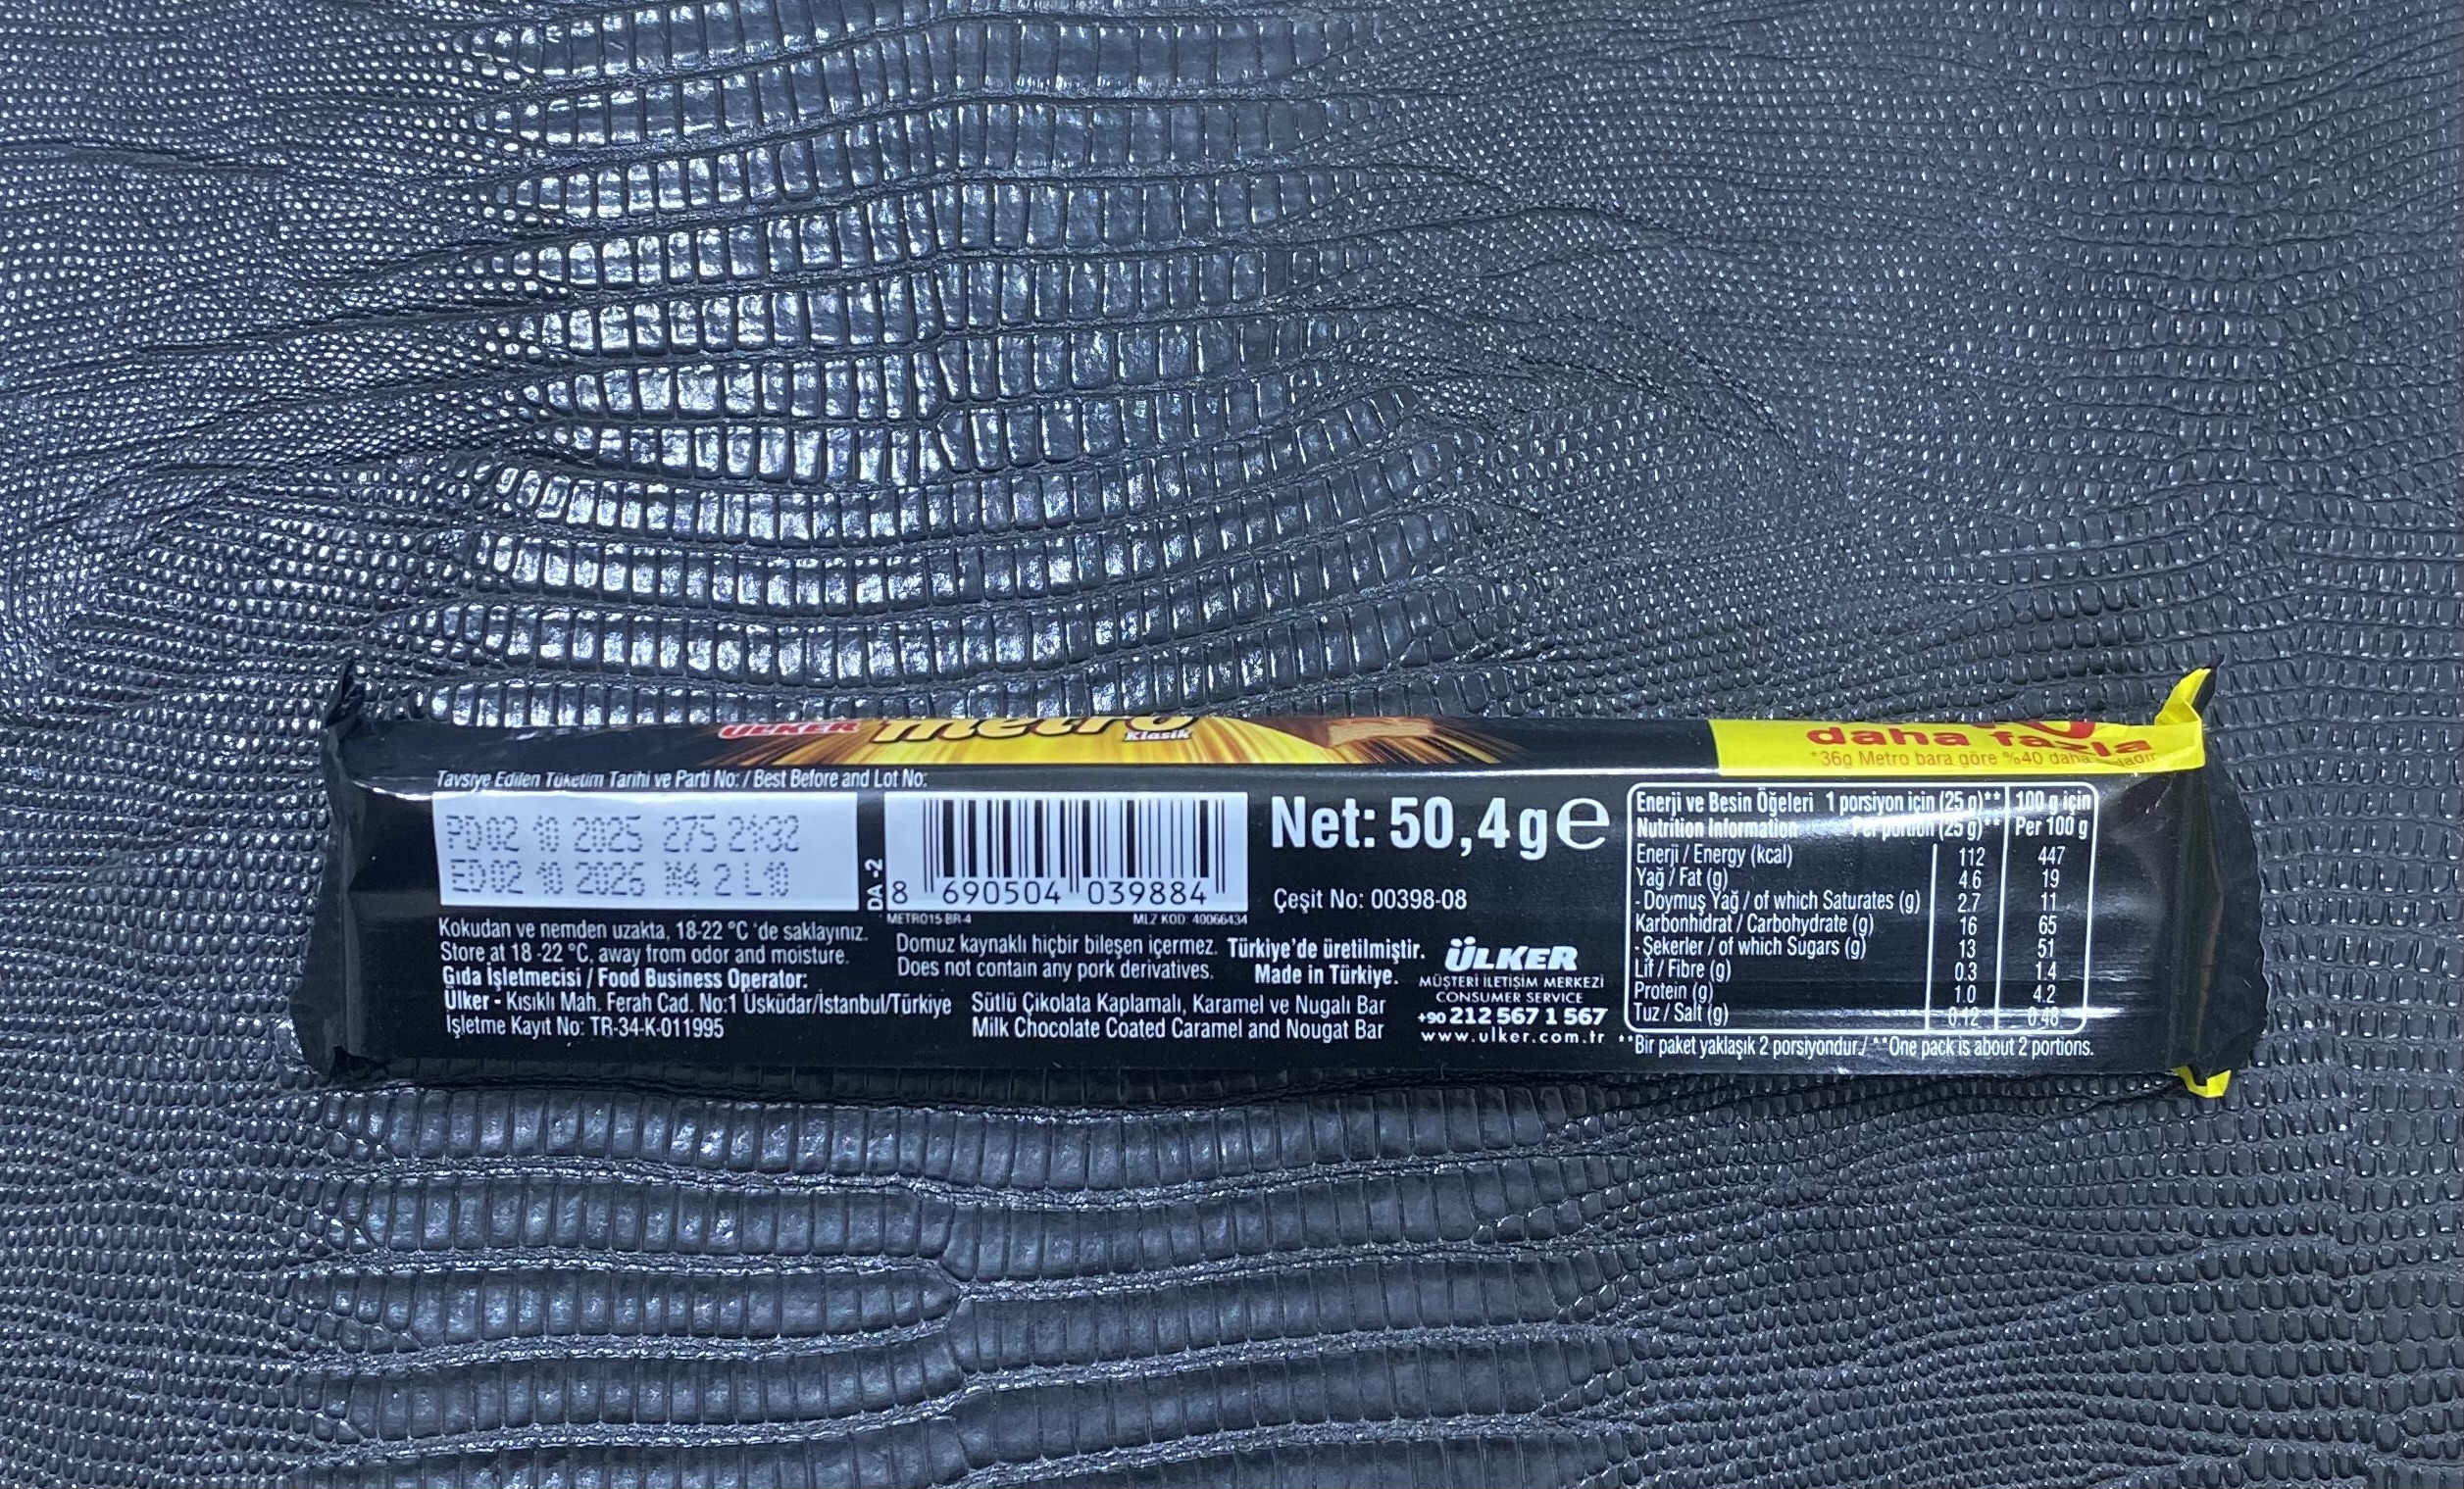 ÜLKER metro
Klasik
daha fazla
*36g Metro bara göre %40 daha
Tavsiye Edilen Tüketim Tarihi ve Parti No: / Best Before and Lot No:
PD 02 10 2025 275 21:32
ED 02 10 2026 M4 2 L10
DA -2
8 690504 039884
METRO15-BR-4 MLZ KOD: 40066434
Net: 50,4 g e
Çeşit No: 00398-08
Kokudan ve nemden uzakta, 18-22 °C 'de saklayınız.
Store at 18 -22 °C, away from odor and moisture.
Gıda İşletmecisi / Food Business Operator:
Ülker - Kısıklı Mah. Ferah Cad. No:1 Üsküdar/İstanbul/Türkiye
İşletme Kayıt No: TR-34-K-011995
Domuz kaynaklı hiçbir bileşen içermez.
Does not contain any pork derivatives.
Türkiye'de üretilmiştir.
Made in Türkiye.
Sütlü Çikolata Kaplamalı, Karamel ve Nugalı Bar
Milk Chocolate Coated Caramel and Nougat Bar
ÜLKER
MÜŞTERİ İLETİŞİM MERKEZİ
CONSUMER SERVICE
+90 212 567 1 567
www.ulker.com.tr
Enerji ve Besin Öğeleri 1 porsiyon için (25 g)** 100 g için
Nutrition Information Per portion (25 g)** Per 100 g
Enerji / Energy (kcal) 112 447
Yağ / Fat (g) 4.6 19
- Doymuş Yağ / of which Saturates (g) 2.7 11
Karbonhidrat / Carbohydrate (g) 16 65
- Şekerler / of which Sugars (g) 13 51
Lif / Fibre (g) 0.3 1.4
Protein (g) 1.0 4.2
Tuz / Salt (g) 0.12 0.48
**Bir paket yaklaşık 2 porsiyondur./ **One pack is about 2 portions.